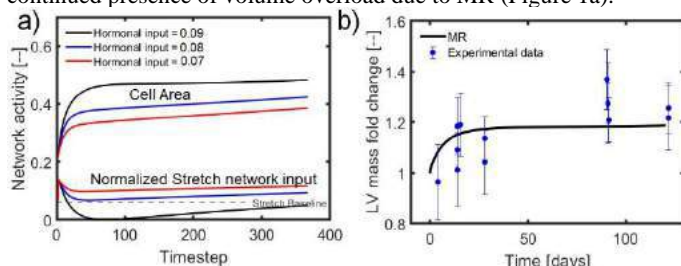 continued presence of volume overload due to MR (Figure 1a).
a)
0.6
0.4
0.2
0
Network activity [--]
Hormonal input = 0.09
Hormonal input = 0.08
Hormonal input = 0.07
Cell Area
Normalized Stretch network input
Stretch Baseline
0 100 200 300 400
Timestep
b)
1.6
1.4
1.2
1
0.8
LV mass fold change [--]
MR
Experimental data
0 50 100
Time [days]